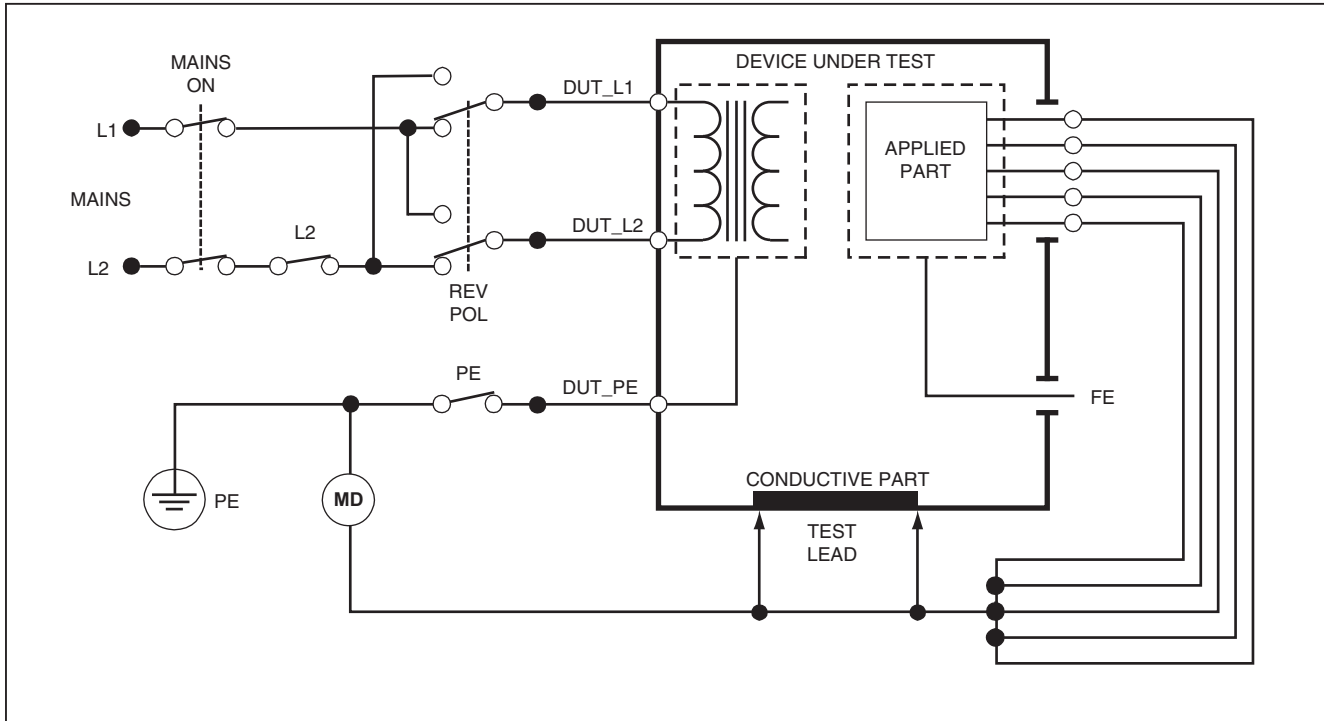 MAINS
ON
L1
MAINS
L2
L2
REV
POL
DUT_L1
DUT_L2
DEVICE UNDER TEST
APPLIED
PART
PE
DUT_PE
FE
PE
MD
CONDUCTIVE PART
TEST
LEAD